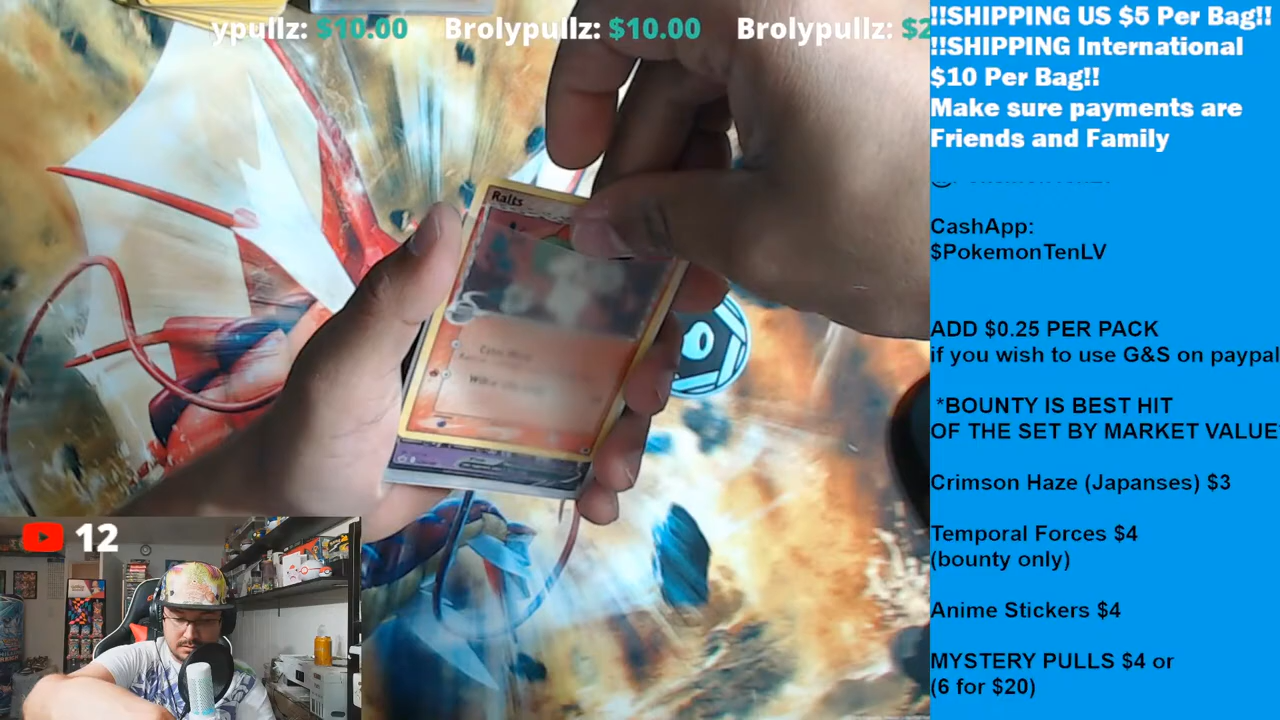 ypullz: $10.00 Brolypullz: $10.00 Brolypullz: $2
!!SHIPPING US $5 Per Bag!!
!!SHIPPING International
$10 Per Bag!!
Make sure payments are
Friends and Family
CashApp:
$PokemonTenLV
ADD $0.25 PER PACK
if you wish to use G&S on paypal
*BOUNTY IS BEST HIT
OF THE SET BY MARKET VALUE
Crimson Haze (Japanses) $3
Temporal Forces $4
(bounty only)
Anime Stickers $4
MYSTERY PULLS $4 or
(6 for $20)
Ralts
12